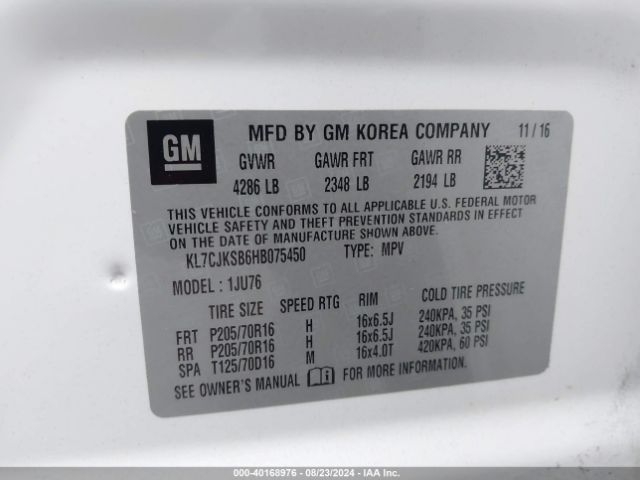 GM
MFD BY GM KOREA COMPANY 11/16
GVWR GAWR FRT GAWR RR
4286 LB 2348 LB 2194 LB
THIS VEHICLE CONFORMS TO ALL APPLICABLE U.S. FEDERAL MOTOR
VEHICLE SAFETY AND THEFT PREVENTION STANDARDS IN EFFECT
ON THE DATE OF MANUFACTURE SHOWN ABOVE.
KL7CJKSB6HB075450 TYPE: MPV
MODEL : 1JU76
TIRE SIZE SPEED RTG RIM COLD TIRE PRESSURE
FRT P205/70R16 H 16x6.5J 240KPA, 35 PSI
RR P205/70R16 H 16x6.5J 240KPA, 35 PSI
SPA T125/70D16 M 16x4.0T 420KPA, 60 PSI
SEE OWNER'S MANUAL FOR MORE INFORMATION.
000-40168976 - 08/23/2024 - IAA Inc.